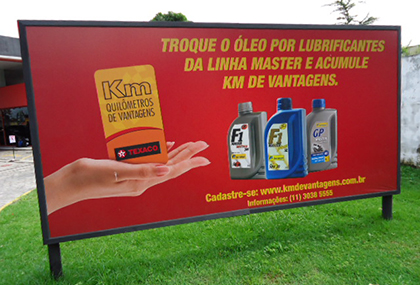 TROQUE O ÓLEO POR LUBRIFICANTES
DA LINHA MASTER E ACUMULE
KM DE VANTAGENS.
Km
QUILÔMETROS
DE VANTAGENS
TEXACO
F1
F1
GP
Cadastre-se: www.kmdevantagens.com.br
Informações: (11) 3038 5555